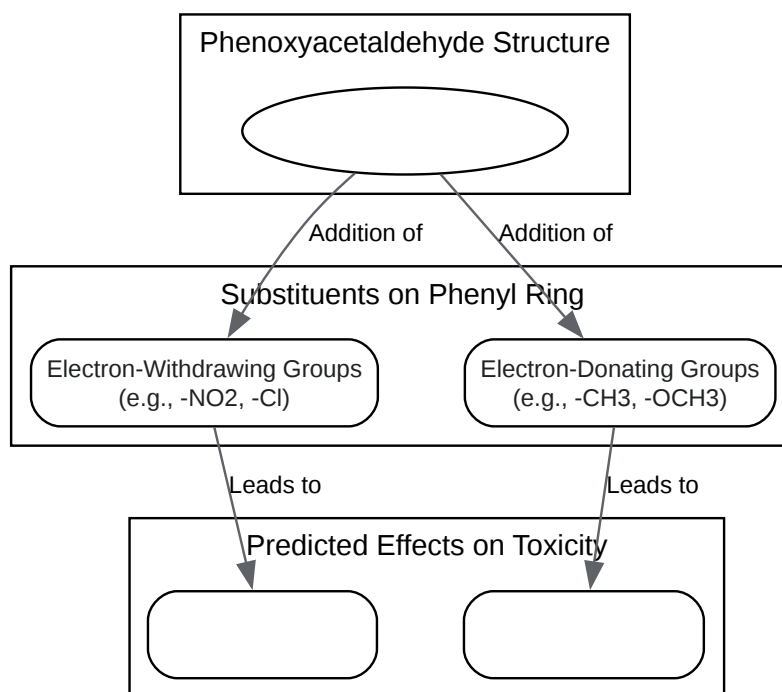 Phenoxyacetaldehyde Structure
Addition of
Addition of
Substituents on Phenyl Ring
Electron-Withdrawing Groups
(e.g., -NO2, -Cl)
Electron-Donating Groups
(e.g., -CH3, -OCH3)
Leads to
Leads to
Predicted Effects on Toxicity